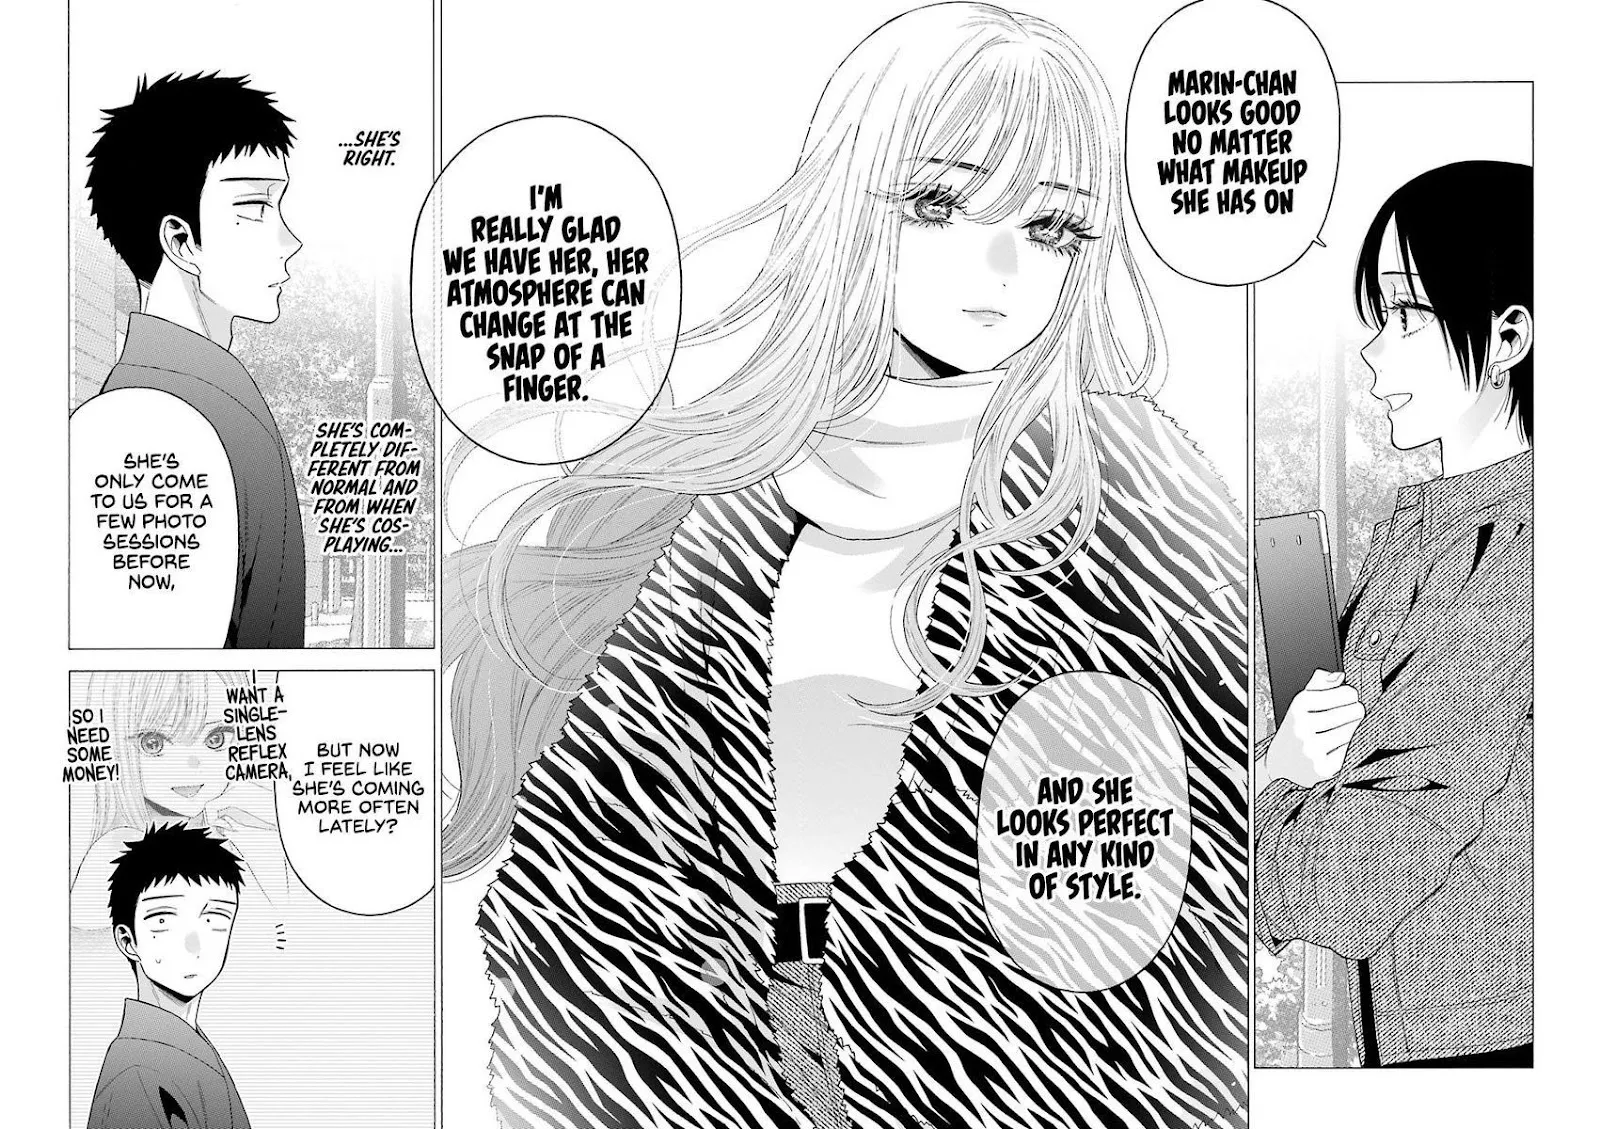 MARIN-CHAN
LOOKS GOOD
NO MATTER
WHAT MAKEUP
SHE HAS ON
AND SHE
LOOKS PERFECT
IN ANY KIND
OF STYLE.
I'M
REALLY GLAD
WE HAVE HER, HER
ATMOSPHERE CAN
CHANGE AT THE
SNAP OF A
FINGER.
...SHE'S
RIGHT.
SHE'S COM-
PLETELY DIF-
FERENT FROM
NORMAL AND
FROM WHEN
SHE'S COS-
PLAYING...
SHE'S
ONLY COME
TO US FOR A
FEW PHOTO
SESSIONS
BEFORE
NOW,
BUT NOW
I FEEL LIKE
SHE'S COMING
MORE OFTEN
LATELY?
I
WANT A
SINGLE-
LENS
REFLEX
CAMERA,
SO I
NEED
SOME
MONEY!